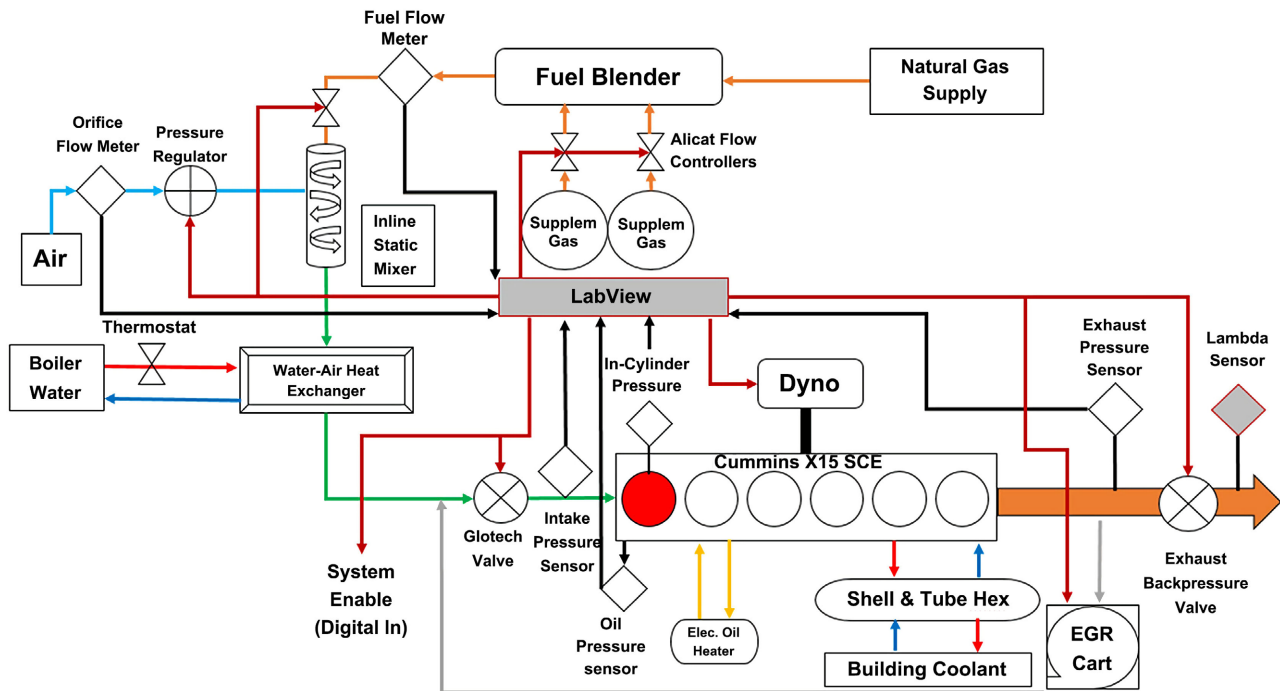 Fuel Flow
Meter
Fuel Blender
Natural Gas
Supply
Orifice
Flow Meter
Pressure
Regulator
Alicat Flow
Controllers
Inline
Static
Mixer
Supplem
Gas
Supplem
Gas
Air
LabView
Thermostat
Boiler
Water
Water-Air Heat
Exchanger
In-Cylinder
Pressure
Dyno
Exhaust
Pressure
Sensor
Lambda
Sensor
Cummins X15 SCE
Glotech
Valve
Intake
Pressure
Sensor
System
Enable
(Digital In)
Oil
Pressure
sensor
Elec. Oil
Heater
Shell & Tube Hex
Building Coolant
EGR
Cart
Exhaust
Backpressure
Valve